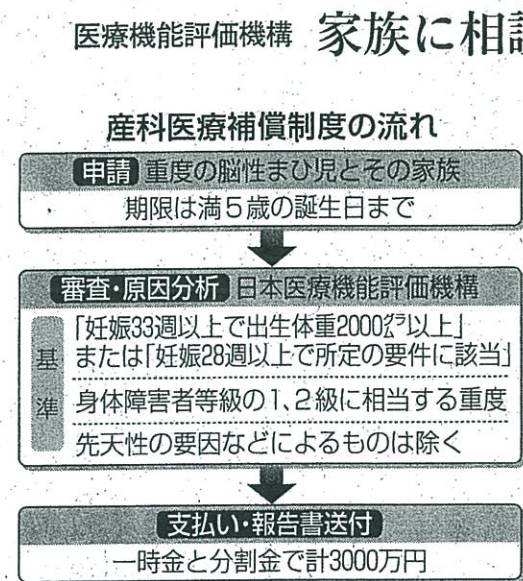 医療機能評価機構 家族に相談
産科医療補償制度の流れ
申請 重度の脳性まひ児とその家族
期限は満5歳の誕生日まで
審査・原因分析 日本医療機能評価機構
基準
「妊娠33週以上で出生体重2000㌘以上」
または「妊娠28週以上で所定の要件に該当」
身体障害者等級の1、2級に相当する重度
先天性の要因などによるものは除く
支払い・報告書送付
一時金と分割金で計3000万円